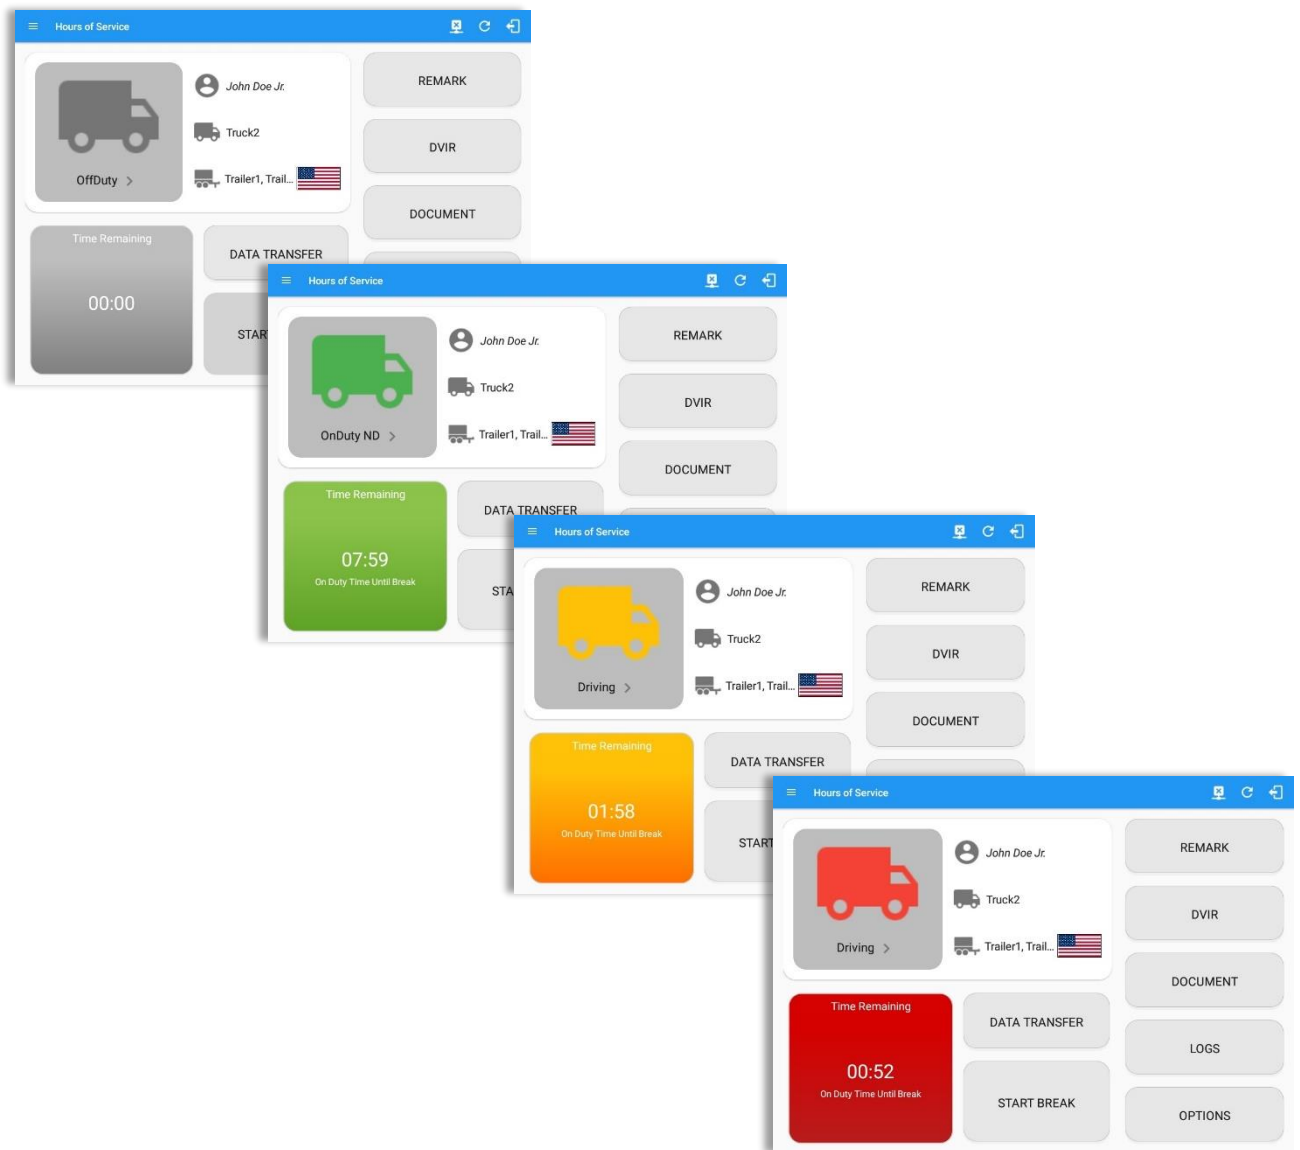 Hours of Service
John Doe Jr.
Truck2
Trailer1, Trail...
OffDuty >
REMARK
DVIR
DOCUMENT
Time Remaining
00:00
DATA TRANSFER
STAR
Hours of Service
John Doe Jr.
Truck2
Trailer1, Trail...
OnDuty ND >
REMARK
DVIR
DOCUMENT
Time Remaining
07:59
On Duty Time Until Break
DATA TRANSFER
STA
Hours of Service
John Doe Jr.
Truck2
Trailer1, Trail...
Driving >
REMARK
DVIR
DOCUMENT
Time Remaining
01:58
On Duty Time Until Break
DATA TRANSFER
START
Hours of Service
John Doe Jr.
Truck2
Trailer1, Trail...
Driving >
REMARK
DVIR
DOCUMENT
LOGS
OPTIONS
Time Remaining
00:52
On Duty Time Until Break
DATA TRANSFER
START BREAK